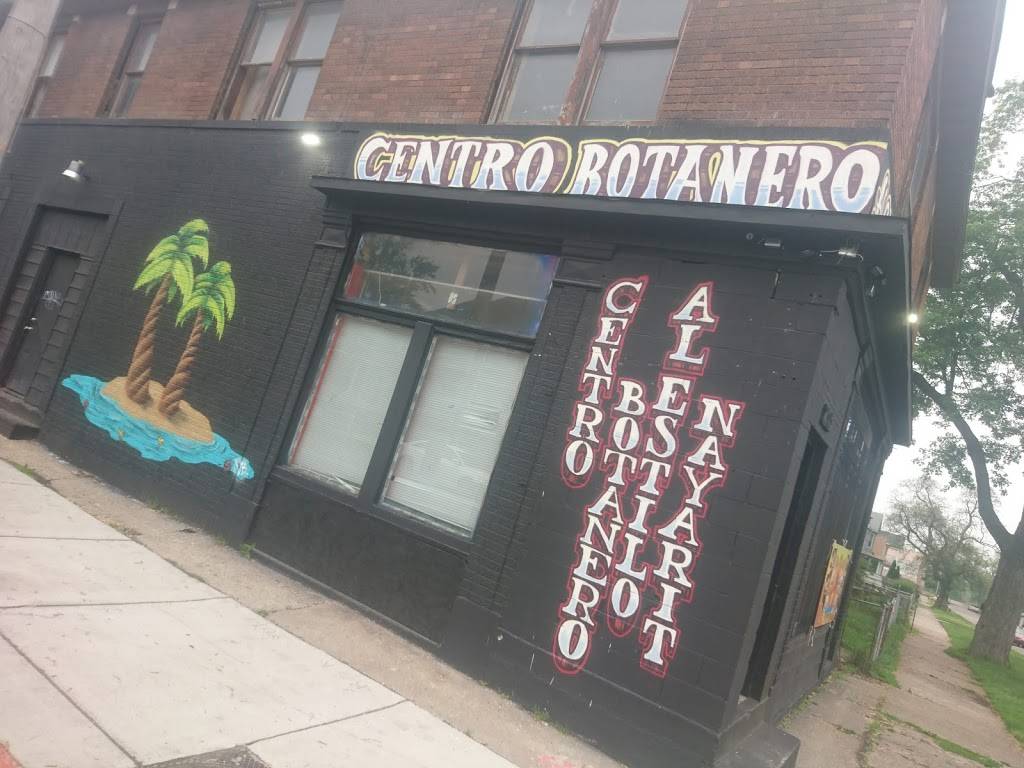 CENTRO BOTANERO
CENTRO
BOTANERO
AL ESTILO
NAYARIT